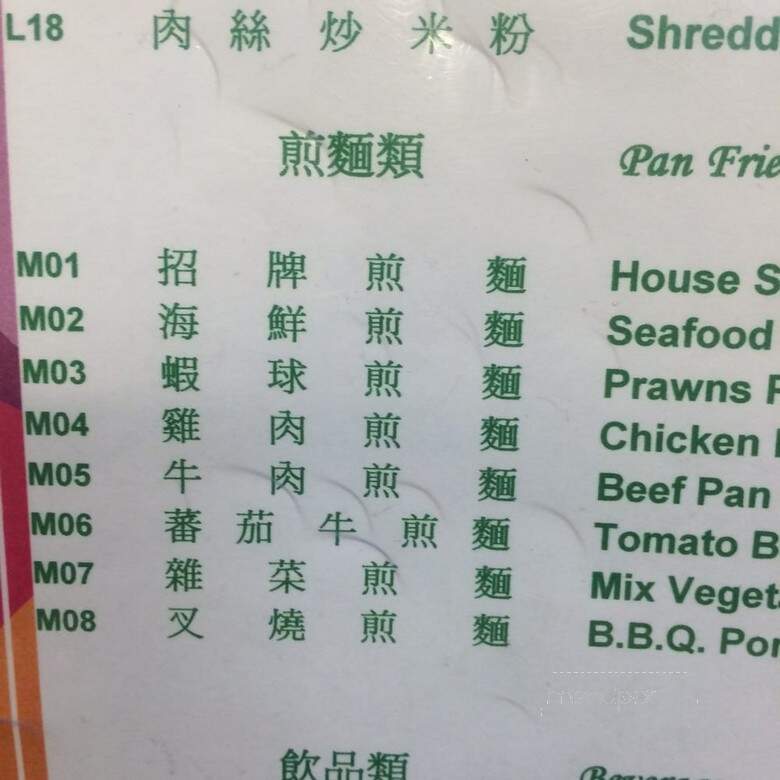 L18 肉絲炒米粉 Shredd
煎麵類 Pan Frie
M01 招牌煎麵 House S
M02 海鮮煎麵 Seafood
M03 蝦球煎麵 Prawns P
M04 雞肉煎麵 Chicken
M05 牛肉煎麵 Beef Pan
M06 蕃茄牛煎麵 Tomato B
M07 雜菜煎麵 Mix Veget
M08 叉燒煎麵 B.B.Q. Por
飲品類